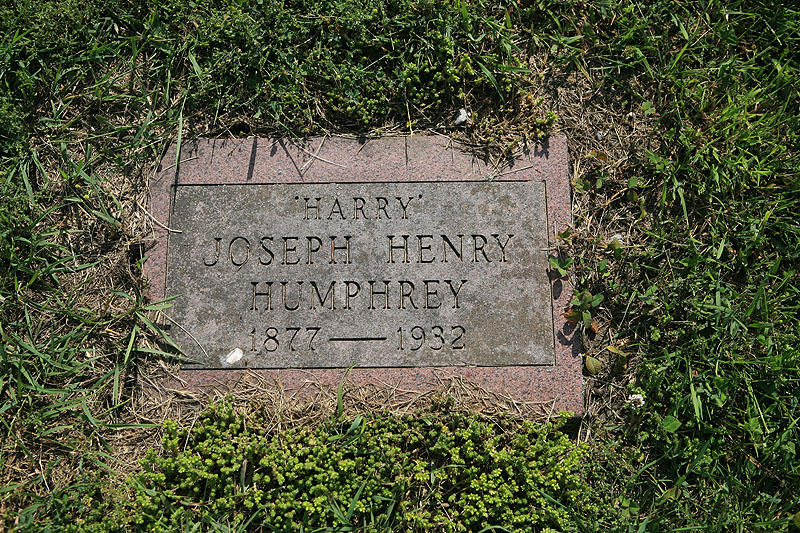 'HARRY'
JOSEPH HENRY
HUMPHREY
1877 — 1932